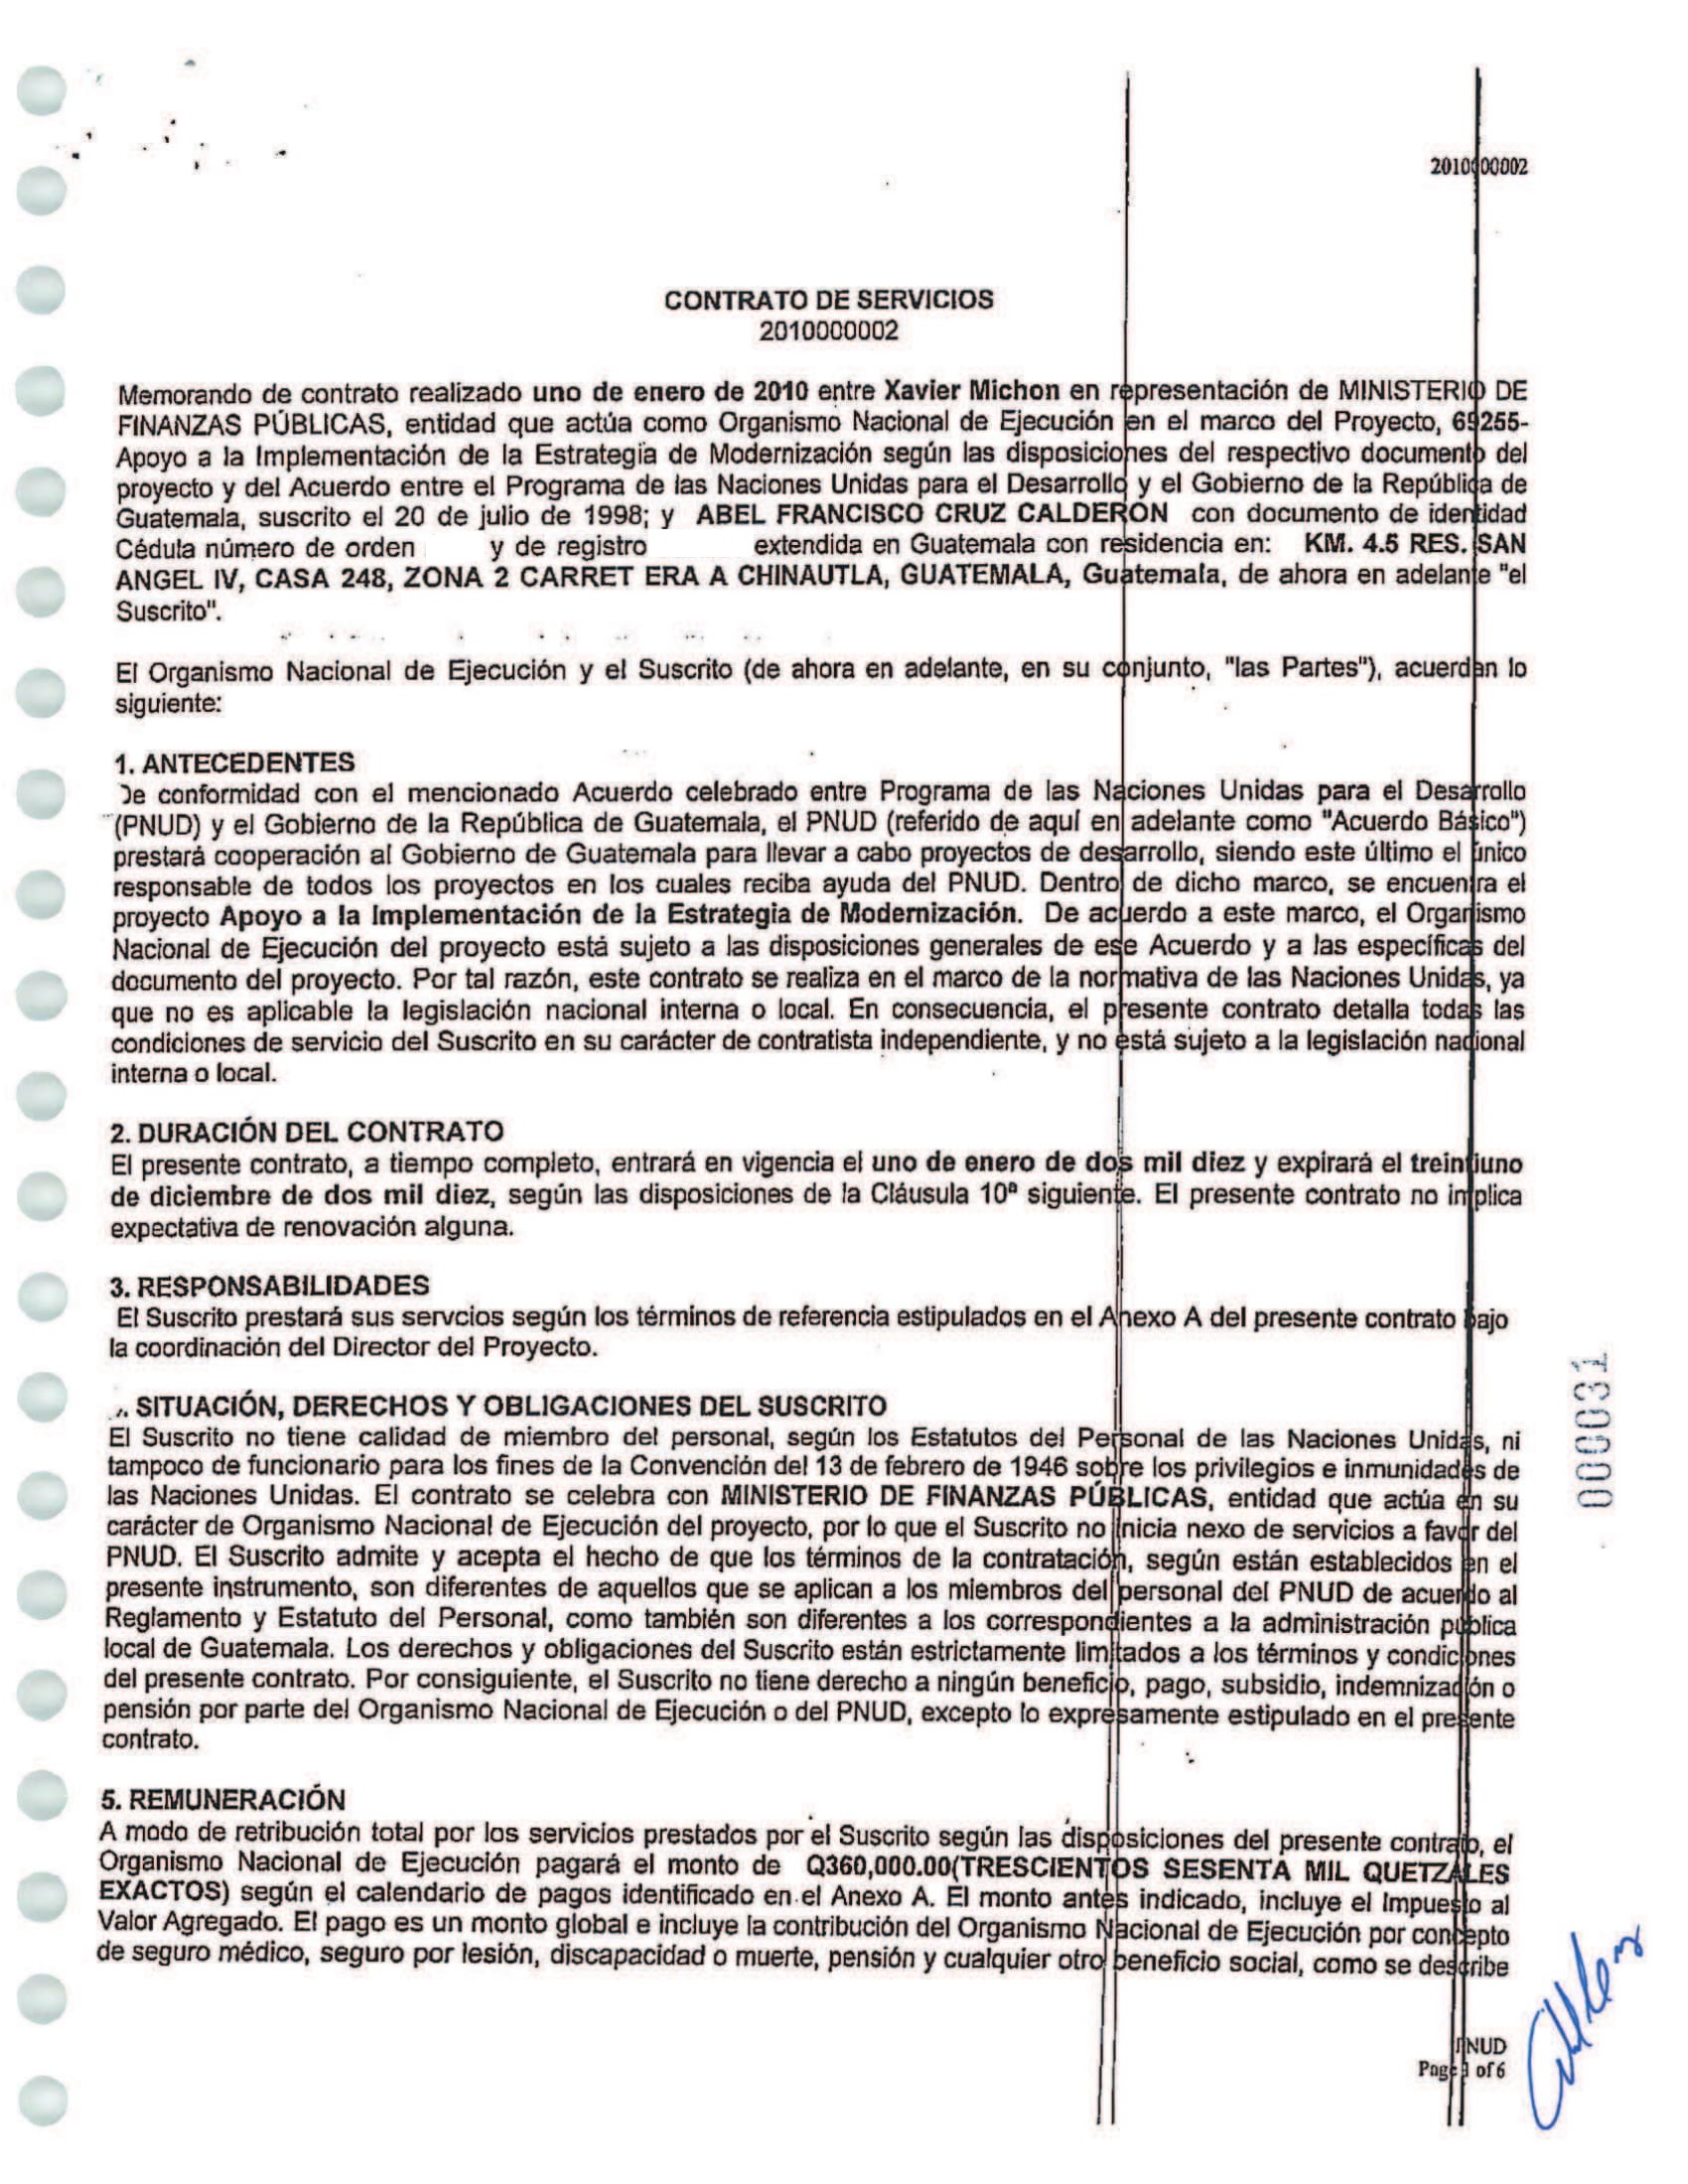 2010000002
CONTRATO DE SERVICIOS
2010000002
Memorando de contrato realizado uno de enero de 2010 entre Xavier Michon en representación de MINISTERIO DE
FINANZAS PÚBLICAS, entidad que actúa como Organismo Nacional de Ejecución en el marco del Proyecto, 69255-
Apoyo a la Implementación de la Estrategia de Modernización según las disposiciones del respectivo documento del
proyecto y del Acuerdo entre el Programa de las Naciones Unidas para el Desarrollo y el Gobierno de la República de
Guatemala, suscrito el 20 de julio de 1998; y ABEL FRANCISCO CRUZ CALDERON con documento de identidad
Cédula número de orden y de registro extendida en Guatemala con residencia en: KM. 4.5 RES. SAN
ANGEL IV, CASA 248, ZONA 2 CARRET ERA A CHINAUTLA, GUATEMALA, Guatemala, de ahora en adelante "el
Suscrito".
El Organismo Nacional de Ejecución y el Suscrito (de ahora en adelante, en su conjunto, "las Partes"), acuerdan lo
siguiente:
1. ANTECEDENTES
De conformidad con el mencionado Acuerdo celebrado entre Programa de las Naciones Unidas para el Desarrollo
(PNUD) y el Gobierno de la República de Guatemala, el PNUD (referido de aquí en adelante como "Acuerdo Básico")
prestará cooperación al Gobierno de Guatemala para llevar a cabo proyectos de desarrollo, siendo este último el único
responsable de todos los proyectos en los cuales reciba ayuda del PNUD. Dentro de dicho marco, se encuentra el
proyecto Apoyo a la Implementación de la Estrategia de Modernización. De acuerdo a este marco, el Organismo
Nacional de Ejecución del proyecto está sujeto a las disposiciones generales de ese Acuerdo y a las específicas del
documento del proyecto. Por tal razón, este contrato se realiza en el marco de la normativa de las Naciones Unidas, ya
que no es aplicable la legislación nacional interna o local. En consecuencia, el presente contrato detalla todas las
condiciones de servicio del Suscrito en su carácter de contratista independiente, y no está sujeto a la legislación nacional
interna o local.
2. DURACIÓN DEL CONTRATO
El presente contrato, a tiempo completo, entrará en vigencia el uno de enero de dos mil diez y expirará el treintiuno
de diciembre de dos mil diez, según las disposiciones de la Cláusula 10ª siguiente. El presente contrato no implica
expectativa de renovación alguna.
3. RESPONSABILIDADES
El Suscrito prestará sus servcios según los términos de referencia estipulados en el Anexo A del presente contrato bajo
la coordinación del Director del Proyecto.
. SITUACIÓN, DERECHOS Y OBLIGACIONES DEL SUSCRITO
El Suscrito no tiene calidad de miembro del personal, según los Estatutos del Personal de las Naciones Unidas, ni
tampoco de funcionario para los fines de la Convención del 13 de febrero de 1946 sobre los privilegios e inmunidades de
las Naciones Unidas. El contrato se celebra con MINISTERIO DE FINANZAS PÚBLICAS, entidad que actúa en su
carácter de Organismo Nacional de Ejecución del proyecto, por lo que el Suscrito no inicia nexo de servicios a favor del
PNUD. El Suscrito admite y acepta el hecho de que los términos de la contratación, según están establecidos en el
presente instrumento, son diferentes de aquellos que se aplican a los miembros del personal del PNUD de acuerdo al
Reglamento y Estatuto del Personal, como también son diferentes a los correspondientes a la administración pública
local de Guatemala. Los derechos y obligaciones del Suscrito están estrictamente limitados a los términos y condiciones
del presente contrato. Por consiguiente, el Suscrito no tiene derecho a ningún beneficio, pago, subsidio, indemnización o
pensión por parte del Organismo Nacional de Ejecución o del PNUD, excepto lo expresamente estipulado en el presente
contrato.
5. REMUNERACIÓN
A modo de retribución total por los servicios prestados por el Suscrito según las disposiciones del presente contrato, el
Organismo Nacional de Ejecución pagará el monto de Q360,000.00(TRESCIENTOS SESENTA MIL QUETZALES
EXACTOS) según el calendario de pagos identificado en el Anexo A. El monto antes indicado, incluye el Impuesto al
Valor Agregado. El pago es un monto global e incluye la contribución del Organismo Nacional de Ejecución por concepto
de seguro médico, seguro por lesión, discapacidad o muerte, pensión y cualquier otro beneficio social, como se describe
000031
PNUD
Page 1 of 6